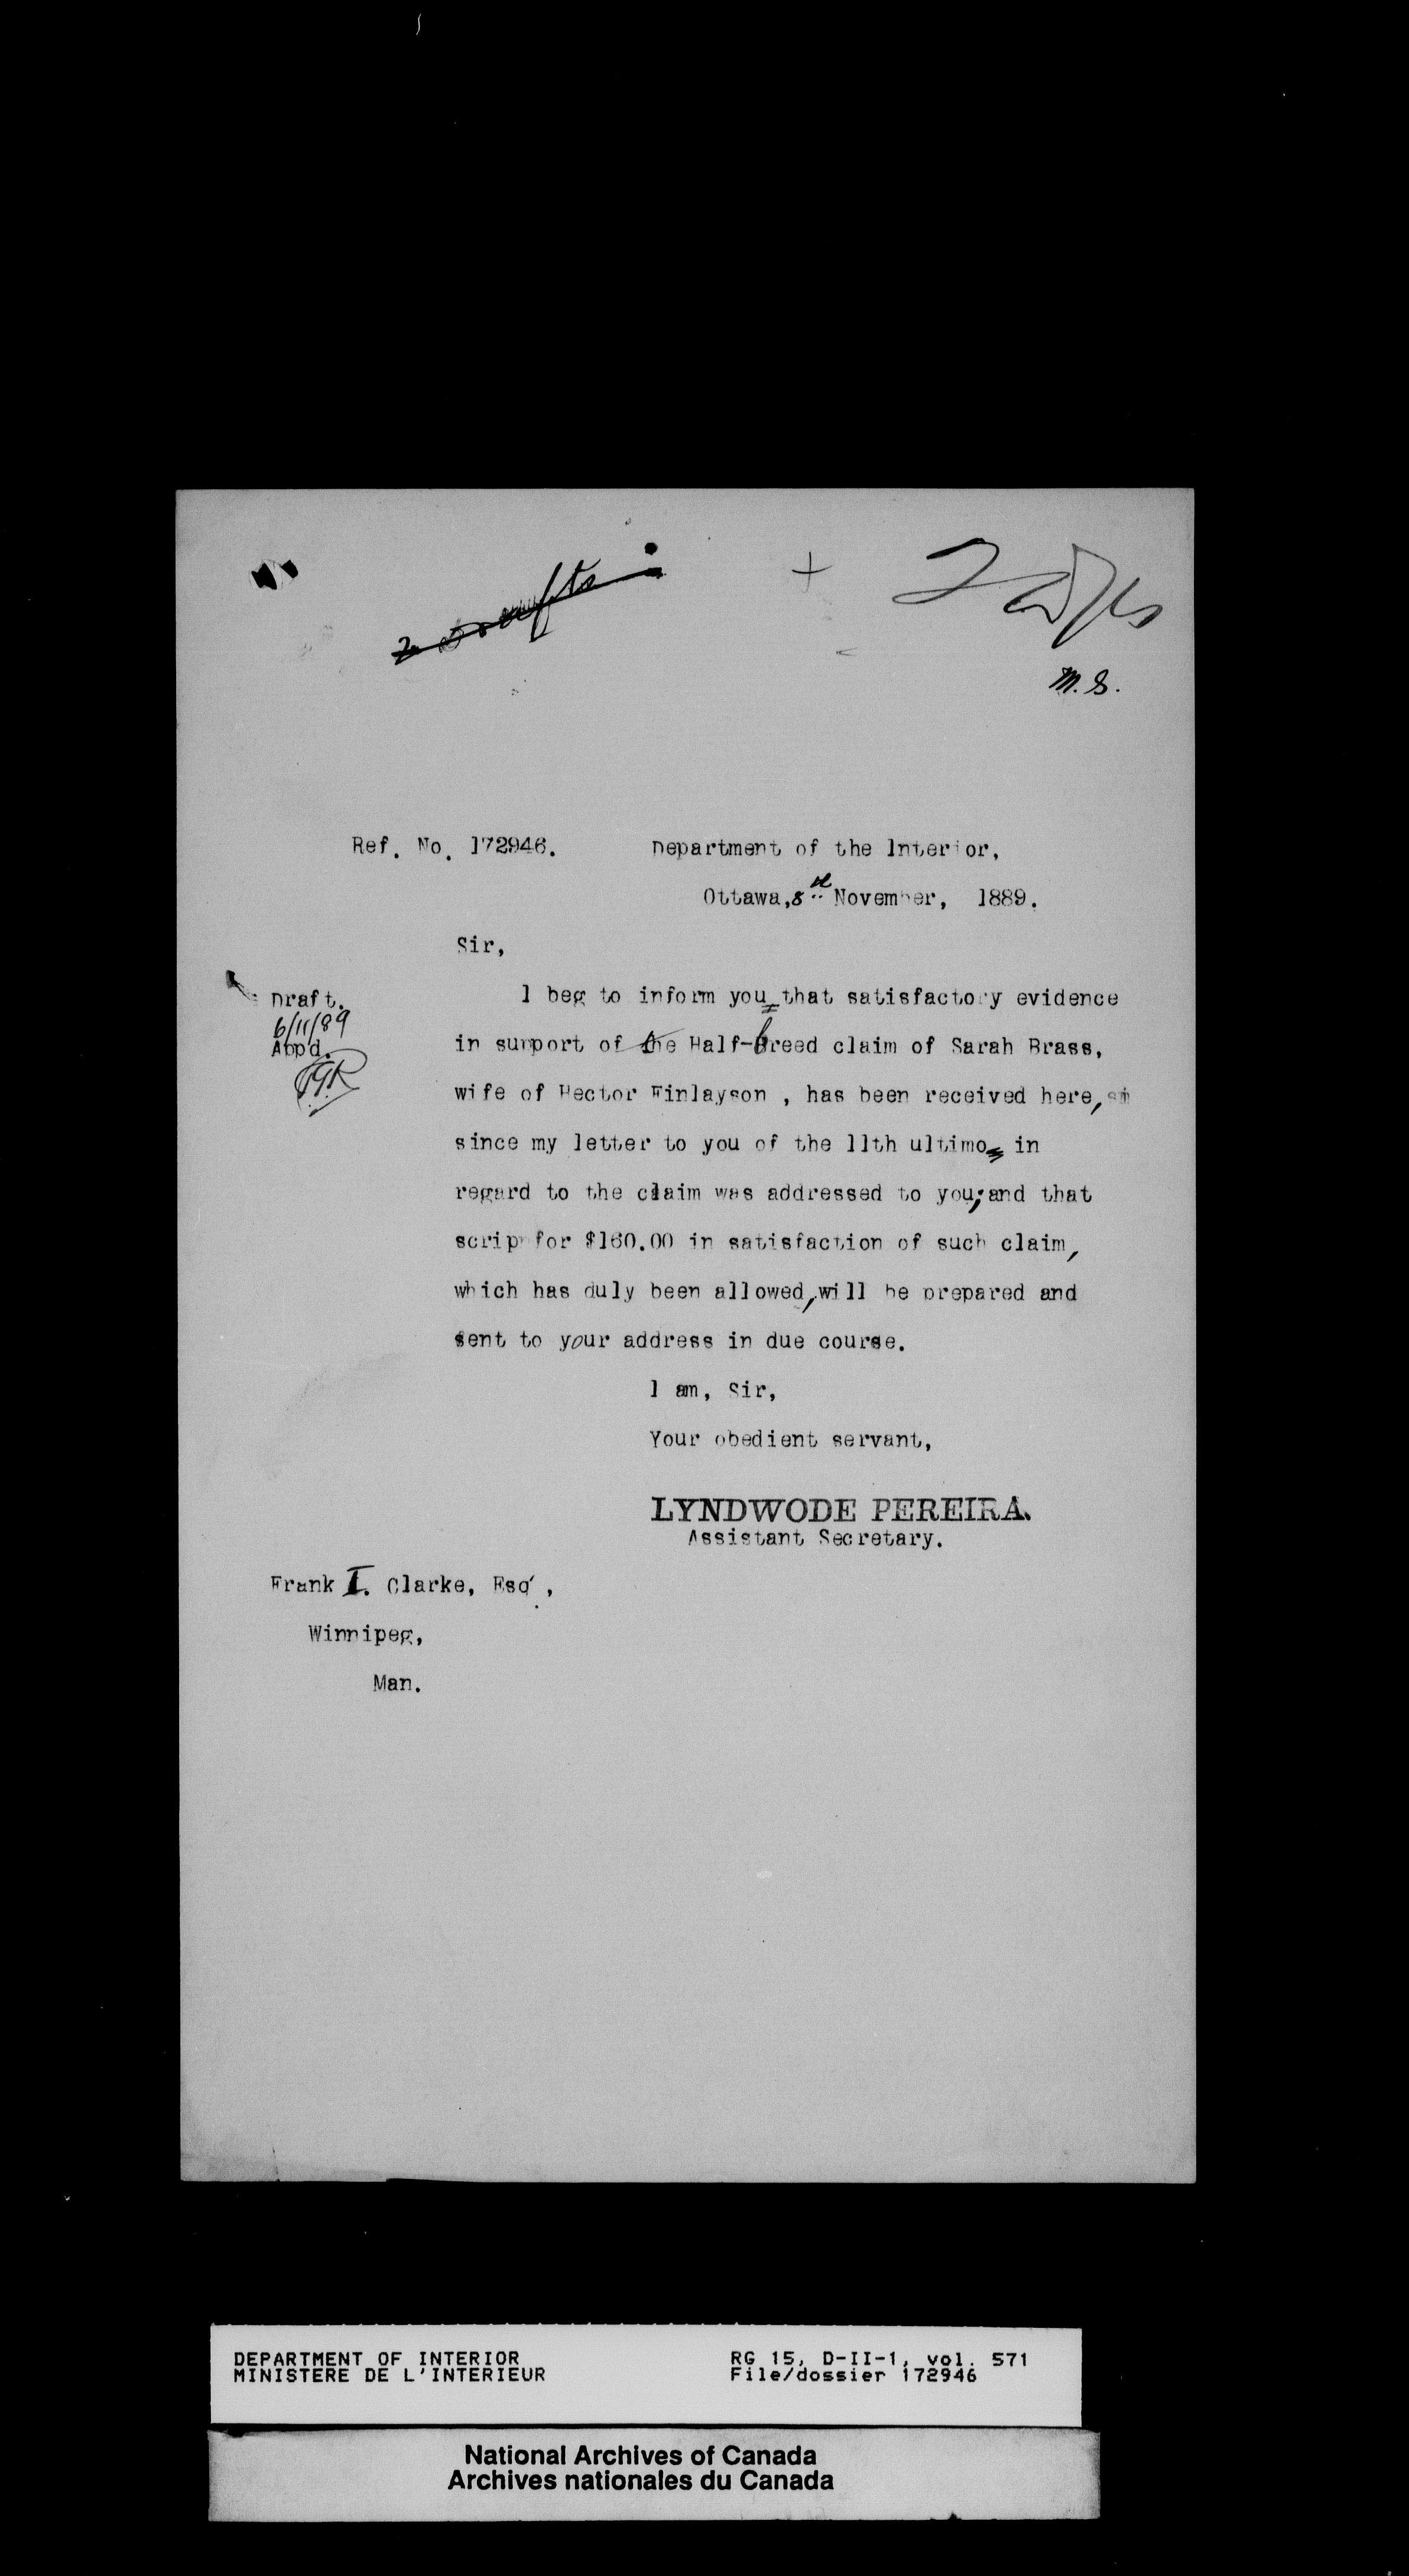 M.S.
Ref. No. 172946. Department of the Interior,
Ottawa, 8th November, 1889.
Sir,
Draft.
6/11/89
App'd.
I beg to inform you that satisfactory evidence
in support of the Half-breed claim of Sarah Brass,
wife of Hector Finlayson , has been received here,
since my letter to you of the 11th ultimo in
regard to the claim was addressed to you; and that
scrip for $160.00 in satisfaction of such claim,
which has duly been allowed, will be prepared and
sent to your address in due course.
I am, Sir,
Your obedient servant,
LYNDWODE PEREIRA.
Assistant Secretary.
Frank I. Clarke, Esq',
Winnipeg,
Man.
DEPARTMENT OF INTERIOR RG 15, D-II-1, vol. 571
MINISTERE DE L'INTERIEUR File/dossier 172946
National Archives of Canada
Archives nationales du Canada